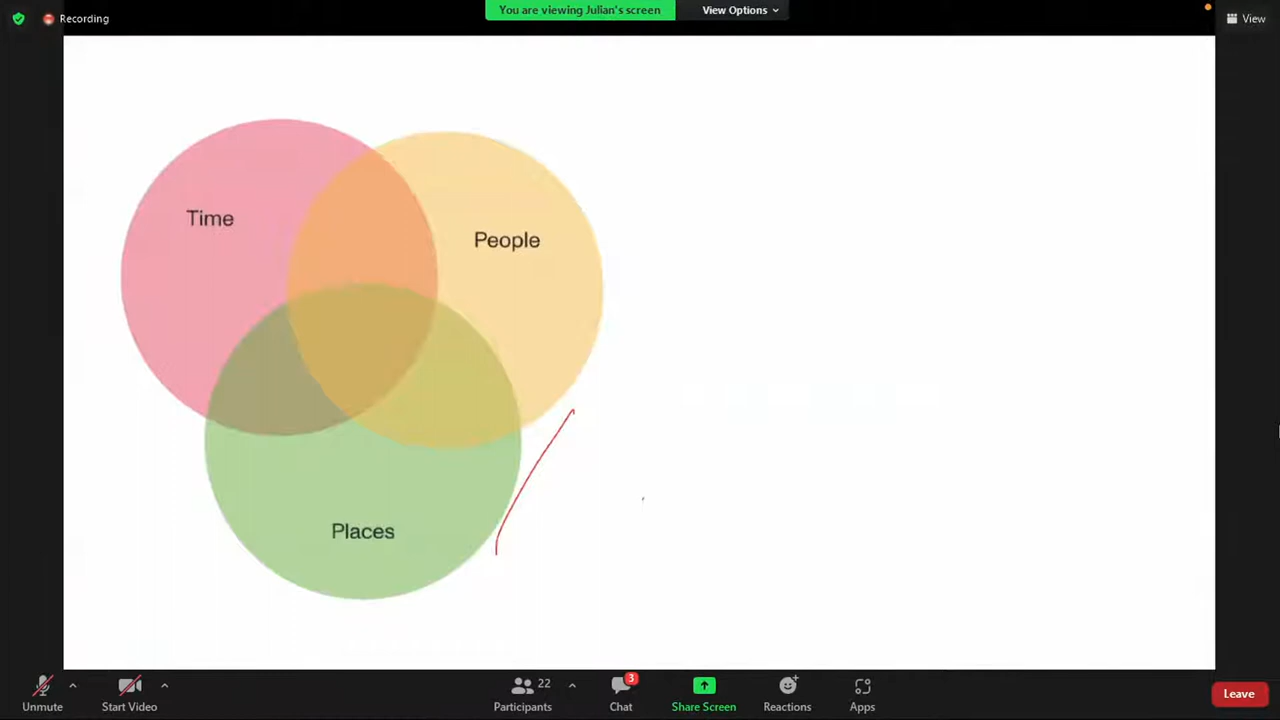 Recording
You are viewing Julian's screen
View Options
View
Time
People
Places
Unmute
Start Video
22
Participants
3
Chat
Share Screen
Reactions
Apps
Leave